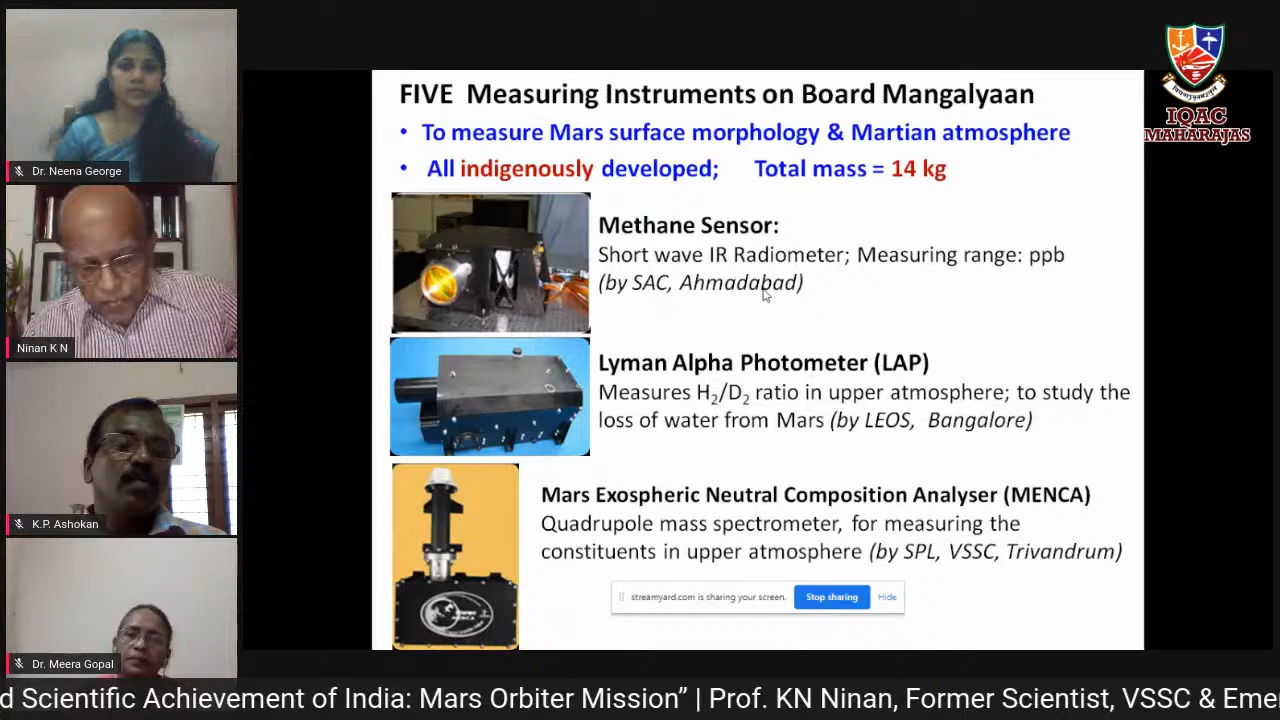 Dr. Neena George
Ninan K N
K.P. Ashokan
Dr. Meera Gopal
FIVE Measuring Instruments on Board Mangalyaan
• To measure Mars surface morphology & Martian atmosphere
• All indigenously developed; Total mass = 14 kg
Methane Sensor:
Short wave IR Radiometer; Measuring range: ppb
(by SAC, Ahmadabad)
Lyman Alpha Photometer (LAP)
Measures H₂/D₂ ratio in upper atmosphere; to study the
loss of water from Mars (by LEOS, Bangalore)
Mars Exospheric Neutral Composition Analyser (MENCA)
Quadrupole mass spectrometer, for measuring the
constituents in upper atmosphere (by SPL, VSSC, Trivandrum)
MENCA
streamyard.com is sharing your screen. Stop sharing Hide
IQAC
MAHARAJAS
d Scientific Achievement of India: Mars Orbiter Mission” | Prof. KN Ninan, Former Scientist, VSSC & Eme